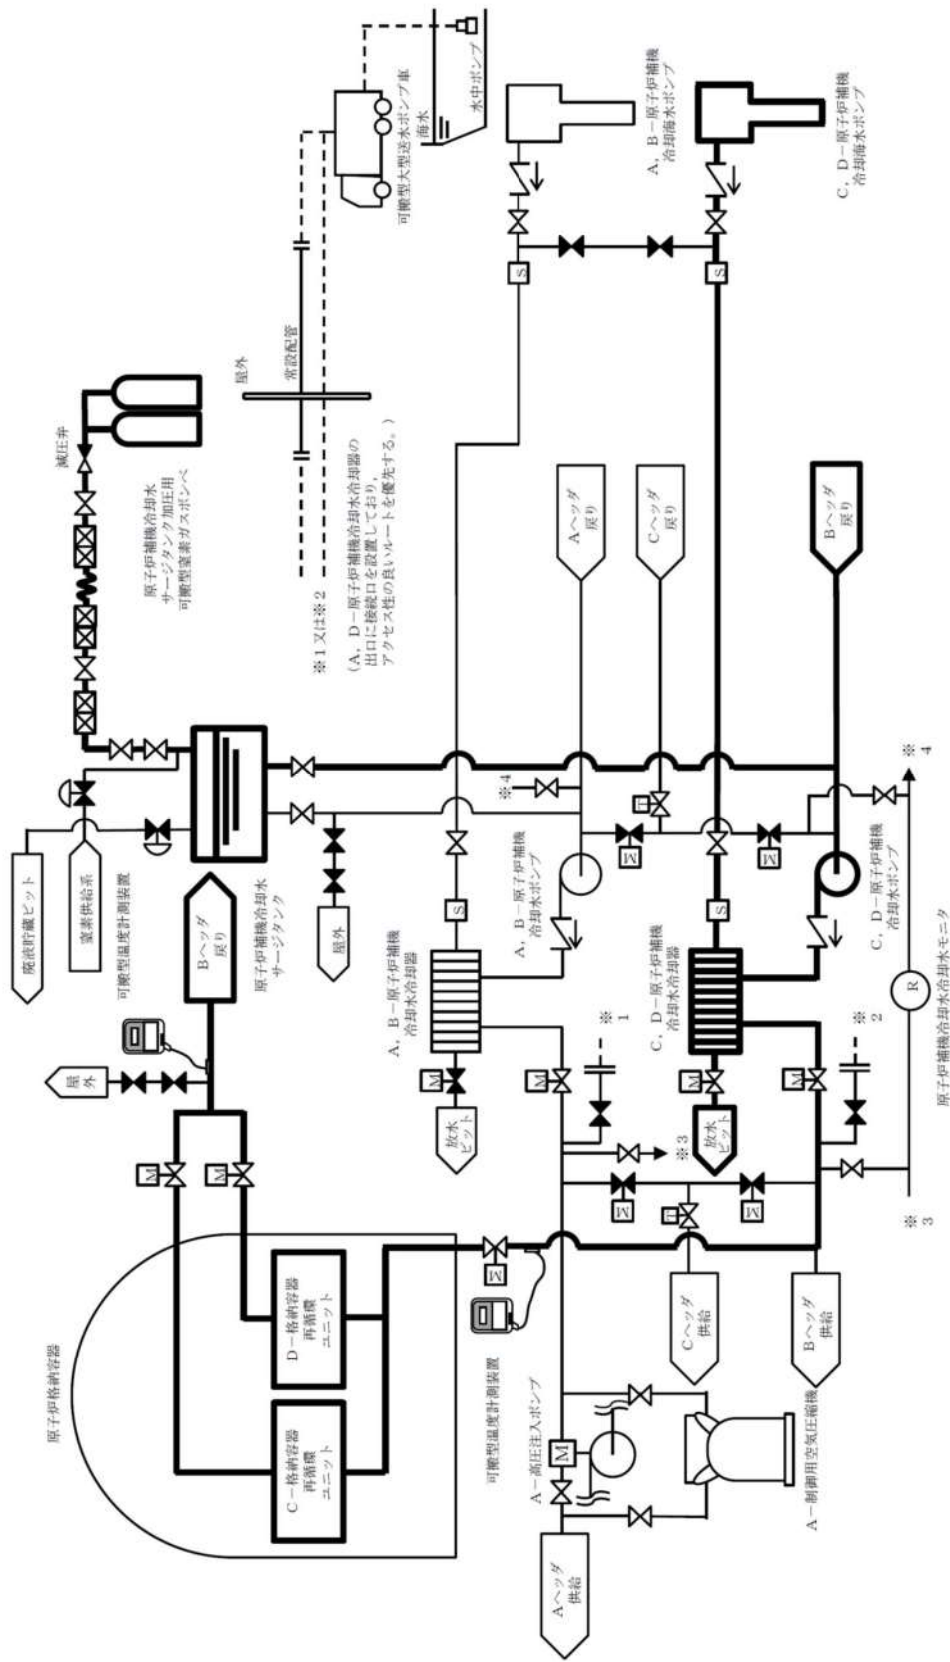 原子炉格納容器
C－格納容器
再循環
ユニット
D－格納容器
再循環
ユニット
M
M
屋
外
可搬型温度計測装置
Bヘッダ
戻り
廃液貯蔵ピット
窒素供給系
原子炉補機冷却水
サージタンク
減圧弁
原子炉補機冷却水
サージタンク加圧用
可搬型窒素ガスボンベ
屋外
常設配管
※1又は※2
(A，D－原子炉補機冷却水冷却器の
出口に接続口を設置しており，
アクセス性の良いルートを優先する。)
可搬型大型送水ポンプ車
海水
水中ポンプ
M
可搬型温度計測装置
屋外
※4
放水
ピット
M
A，B－原子炉補機
冷却水冷却器
S
S
A，B－原子炉補機
冷却海水ポンプ
Aヘッダ
供給
A－高圧注入ポンプ
M
A－制御用空気圧縮機
M
※1
※3
A，B－原子炉補機
冷却水ポンプ
Aヘッダ
戻り
Cヘッダ
供給
T
M
M
T
M
M
Cヘッダ
戻り
放水
ピット
M
C，D－原子炉補機
冷却水冷却器
S
S
C，D－原子炉補機
冷却海水ポンプ
Bヘッダ
供給
M
※2
C，D－原子炉補機
冷却水ポンプ
Bヘッダ
戻り
※3
R
※4
原子炉補機冷却水冷却水モニタ